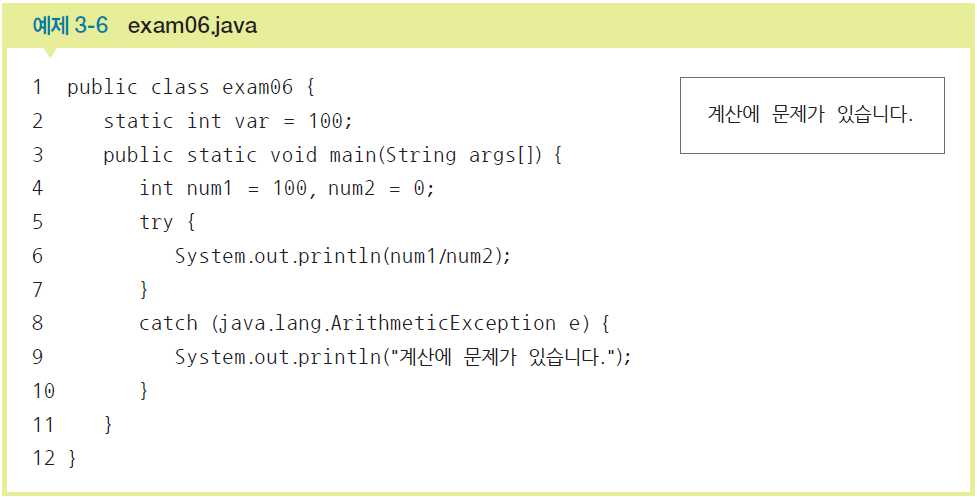 예제 3-6 exam06.java
1 public class exam06 {
계산에 문제가 있습니다.
2 static int var = 100;
3 public static void main(String args[]) {
4 int num1 = 100, num2 = 0;
5 try {
6 System.out.println(num1/num2);
7 }
8 catch (java.lang.ArithmeticException e) {
9 System.out.println("계산에 문제가 있습니다.");
10 }
11 }
12 }